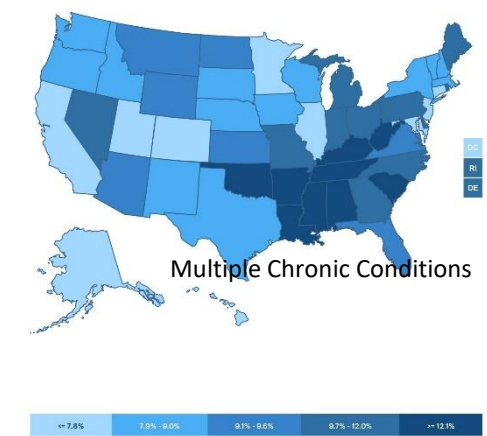 DC
RI
DE
Multiple Chronic Conditions
<= 7.8% 7.9% - 9.0% 9.1% - 9.6% 9.7% - 12.0% >= 12.1%